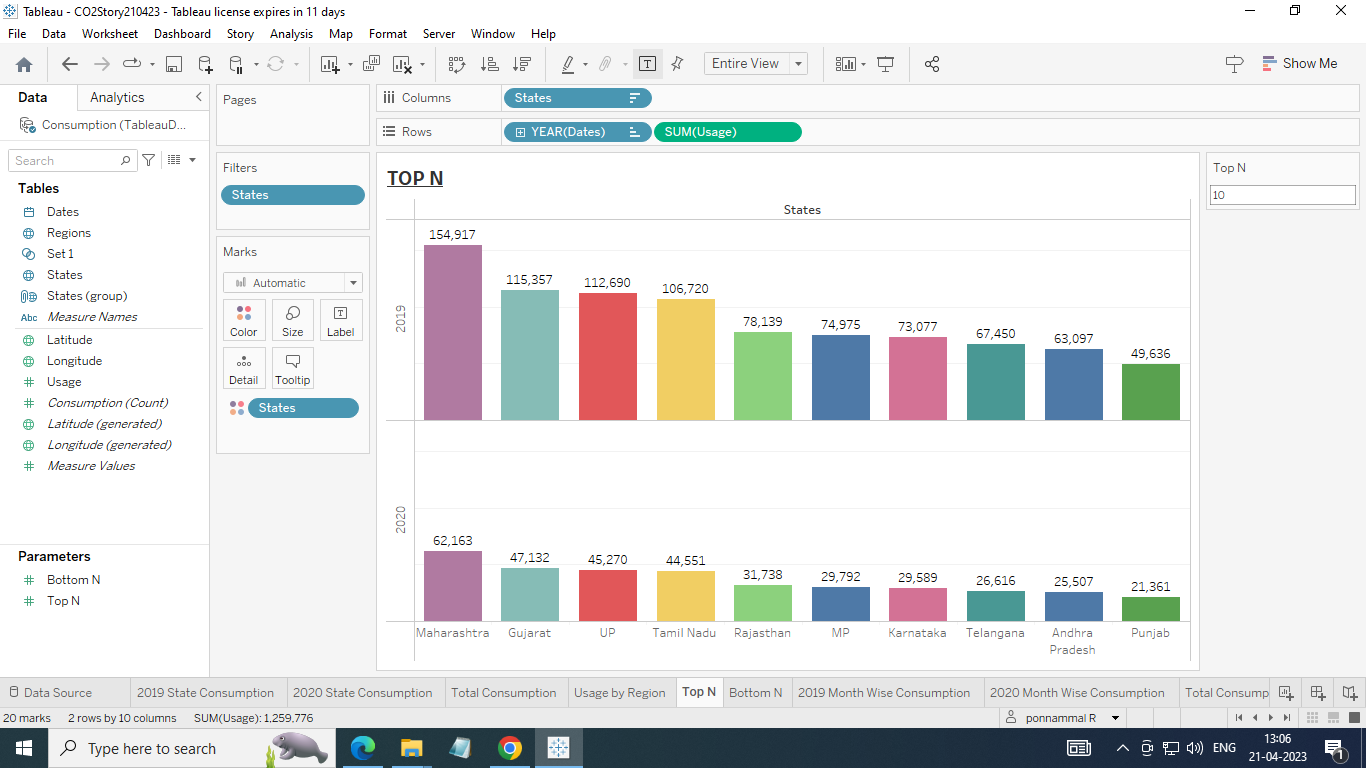 Tableau - CO2Story210423 - Tableau license expires in 11 days
File Data Worksheet Dashboard Story Analysis Map Format Server Window Help
Entire View
Show Me
Data Analytics
Consumption (TableauD...
Search
Tables
Dates
Regions
Set 1
States
States (group)
Abc Measure Names
Latitude
Longitude
Usage
Consumption (Count)
Latitude (generated)
Longitude (generated)
Measure Values
Parameters
Bottom N
Top N
Pages
Filters
States
Marks
Automatic
Color Size Label
Detail Tooltip
States
Columns States
Rows YEAR(Dates) SUM(Usage)
TOP N
States
2019
154,917 115,357 112,690 106,720 78,139 74,975 73,077 67,450 63,097 49,636
2020
62,163 47,132 45,270 44,551 31,738 29,792 29,589 26,616 25,507 21,361
Maharashtra Gujarat UP Tamil Nadu Rajasthan MP Karnataka Telangana Andhra Pradesh Punjab
Top N
10
Data Source 2019 State Consumption 2020 State Consumption Total Consumption Usage by Region Top N Bottom N 2019 Month Wise Consumption 2020 Month Wise Consumption Total Consump
20 marks 2 rows by 10 columns SUM(Usage): 1,259,776 ponnammal R
Type here to search
ENG
13:06
21-04-2023
1